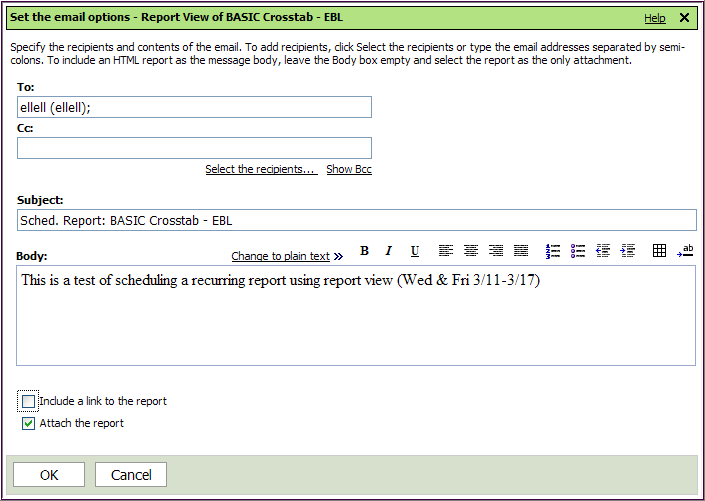 Set the email options - Report View of BASIC Crosstab - EBL Help
Specify the recipients and contents of the email. To add recipients, click Select the recipients or type the email addresses separated by semi-
colons. To include an HTML report as the message body, leave the Body box empty and select the report as the only attachment.
To:
ellell (ellell);
Cc:
Select the recipients... Show Bcc
Subject:
Sched. Report: BASIC Crosstab - EBL
Body: Change to plain text » B I U ab
This is a test of scheduling a recurring report using report view (Wed & Fri 3/11-3/17)
Include a link to the report
Attach the report
OK Cancel